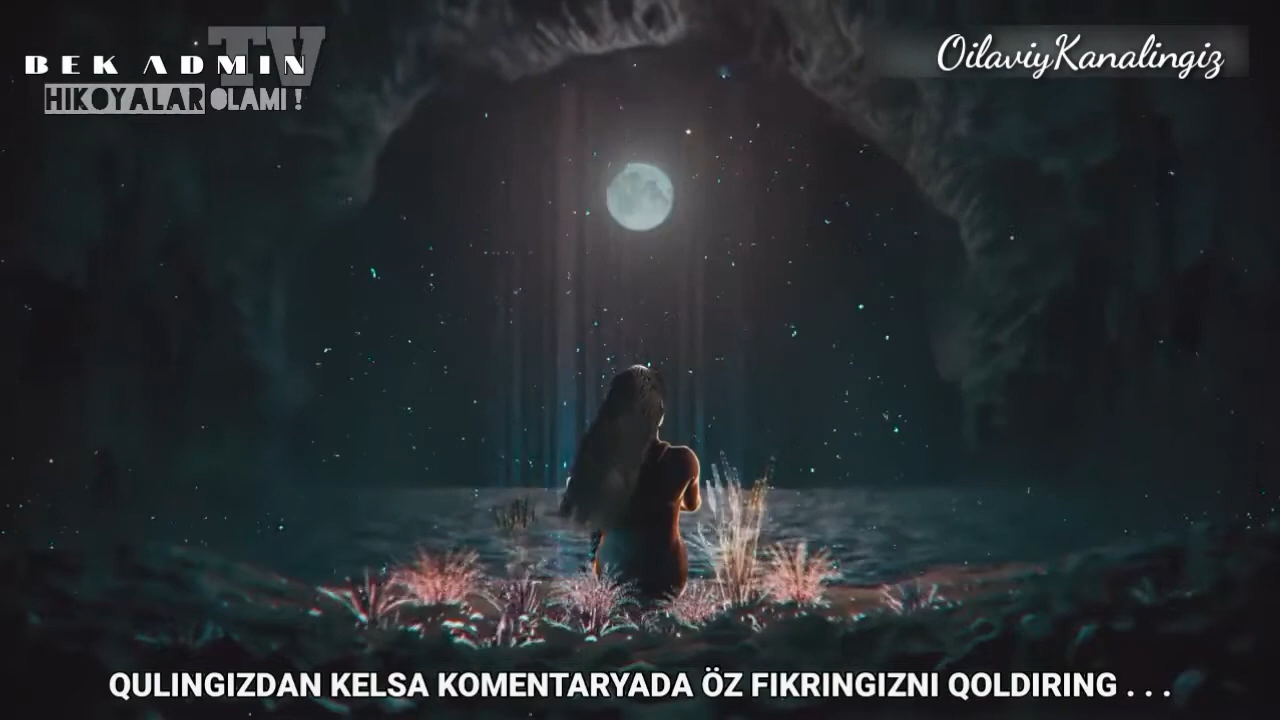 TV
BEK ADMIN
HIKOYALAR OLAMI !
OilaviyKanalingiz
QULINGIZDAN KELSA KOMENTARYADA ÖZ FIKRINGIZNI QOLDIRING . . .